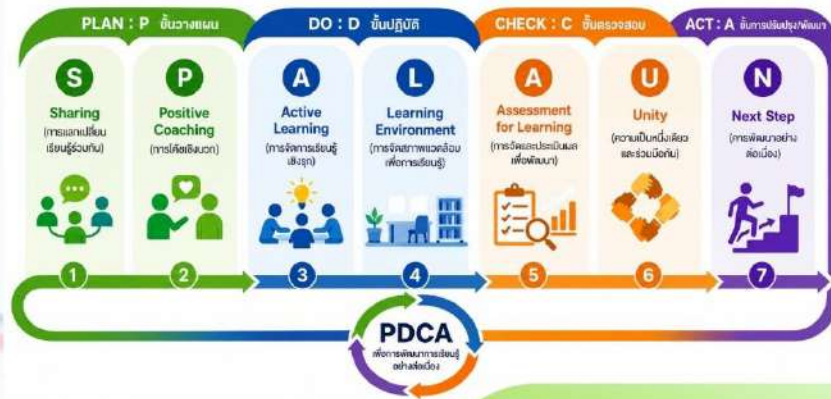 PLAN : P ขั้นวางแผน
DO : D ขั้นปฏิบัติ
CHECK : C ขั้นตรวจสอบ
ACT : A ขั้นการปรับปรุง/พัฒนา
S
Sharing
(การแลกเปลี่ยน
เรียนรู้ร่วมกัน)
1
P
Positive
Coaching
(การโค้ชเชิงบวก)
2
A
Active
Learning
(การจัดการเรียนรู้
เชิงรุก)
3
L
Learning
Environment
(การจัดสภาพแวดล้อม
เพื่อการเรียนรู้)
4
A
Assessment
for Learning
(การวัดและประเมินผล
เพื่อพัฒนา)
5
U
Unity
(ความเป็นหนึ่งเดียว
และร่วมมือกัน)
6
N
Next Step
(การพัฒนาอย่าง
ต่อเนื่อง)
7
PDCA
เพื่อการพัฒนาการเรียนรู้
อย่างต่อเนื่อง